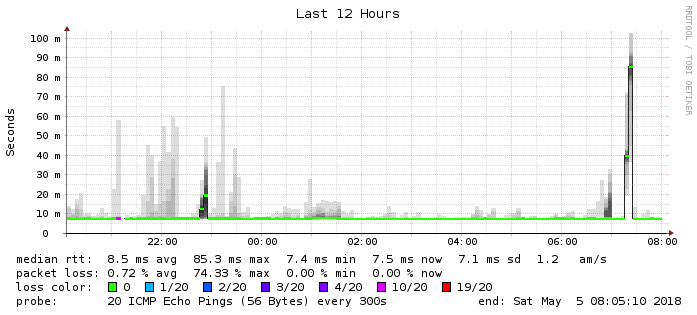 Last 12 Hours
RRDTOOL / TOBI OETIKER
Seconds
100 m
90 m
80 m
70 m
60 m
50 m
40 m
30 m
20 m
10 m
0
22:00 00:00 02:00 04:00 06:00 08:00
median rtt: 8.5 ms avg 85.3 ms max 7.4 ms min 7.5 ms now 7.1 ms sd 1.2 am/s
packet loss: 0.72 % avg 74.33 % max 0.00 % min 0.00 % now
loss color: 0 1/20 2/20 3/20 4/20 10/20 19/20
probe: 20 ICMP Echo Pings (56 Bytes) every 300s end: Sat May 5 08:05:10 2018